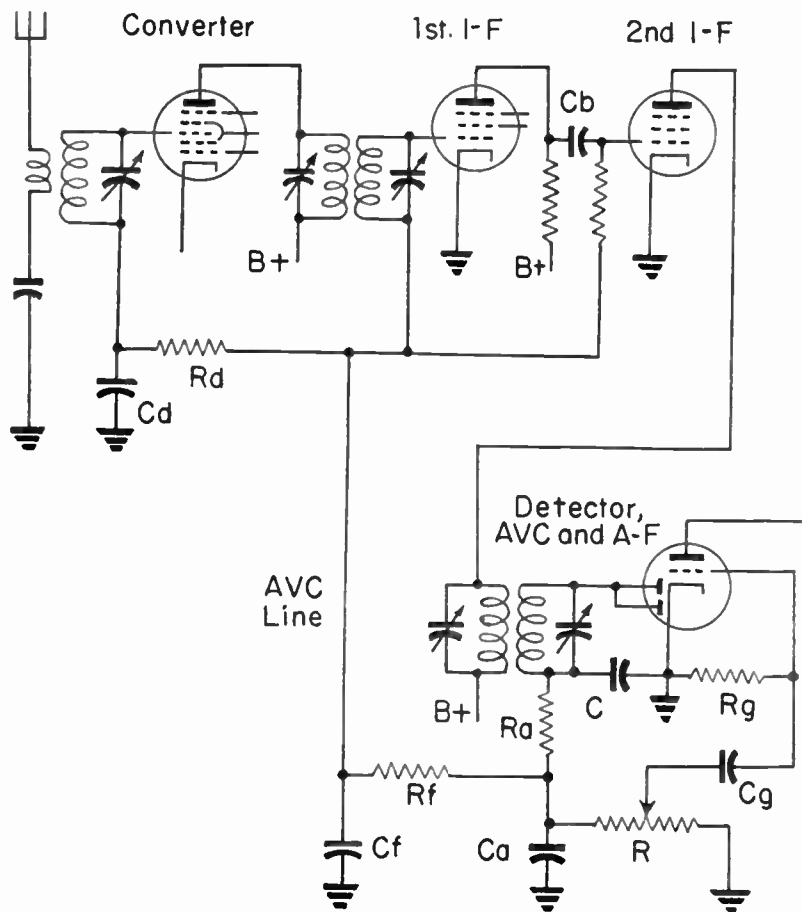 Converter
1st. I-F
2nd I-F
Cb
B+
B+
Rd
Cd
Detector,
AVC and A-F
AVC
Line
B+
C
Rg
Ra
Rf
Cg
Cf
Ca
R